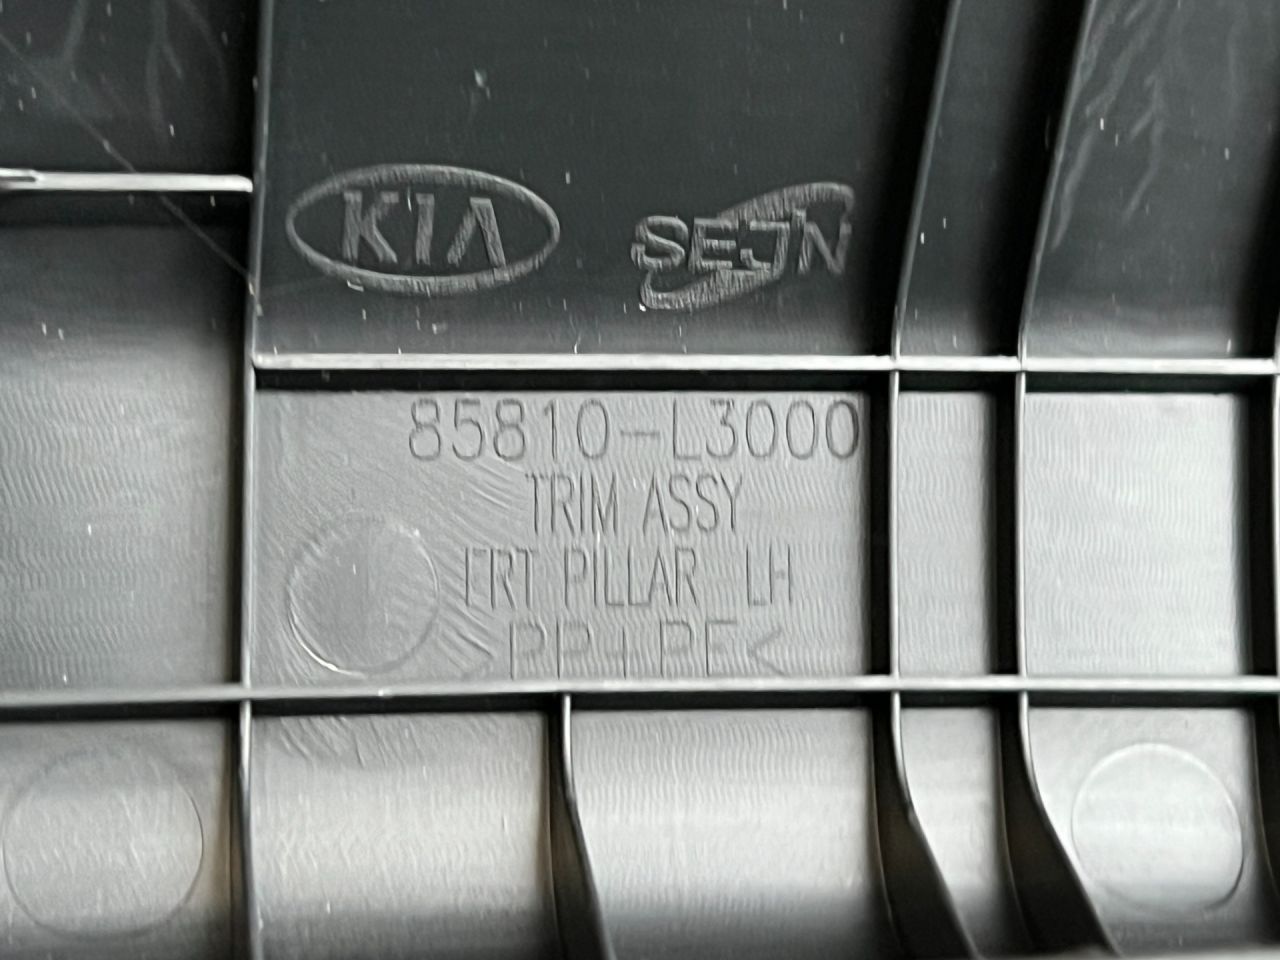 KIA
SEJN
85810-L3000
TRIM ASSY
FRT PILLAR LH
>PP+PE<